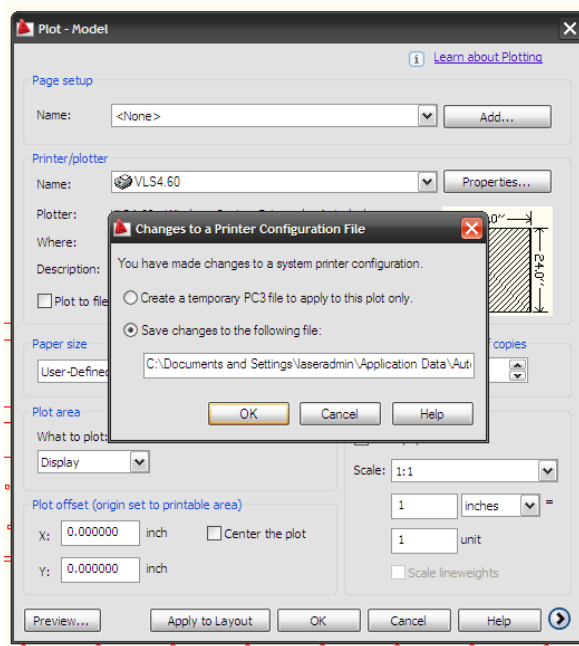 Plot - Model
Learn about Plotting
Page setup
Name: <None> Add...
Printer/plotter
Name: VLS4.60 Properties...
Plotter:
Where:
Description:
Plot to file
24.0''
Changes to a Printer Configuration File
You have made changes to a system printer configuration.
Create a temporary PC3 file to apply to this plot only.
Save changes to the following file:
C:\Documents and Settings\laseradmin\Application Data\Aut
OK Cancel Help
Paper size
of copies
User-Defined
Plot area
What to plot:
Display
Scale: 1:1
1 inches =
1 unit
Scale lineweights
Plot offset (origin set to printable area)
X: 0.000000 inch Center the plot
Y: 0.000000 inch
Preview... Apply to Layout OK Cancel Help